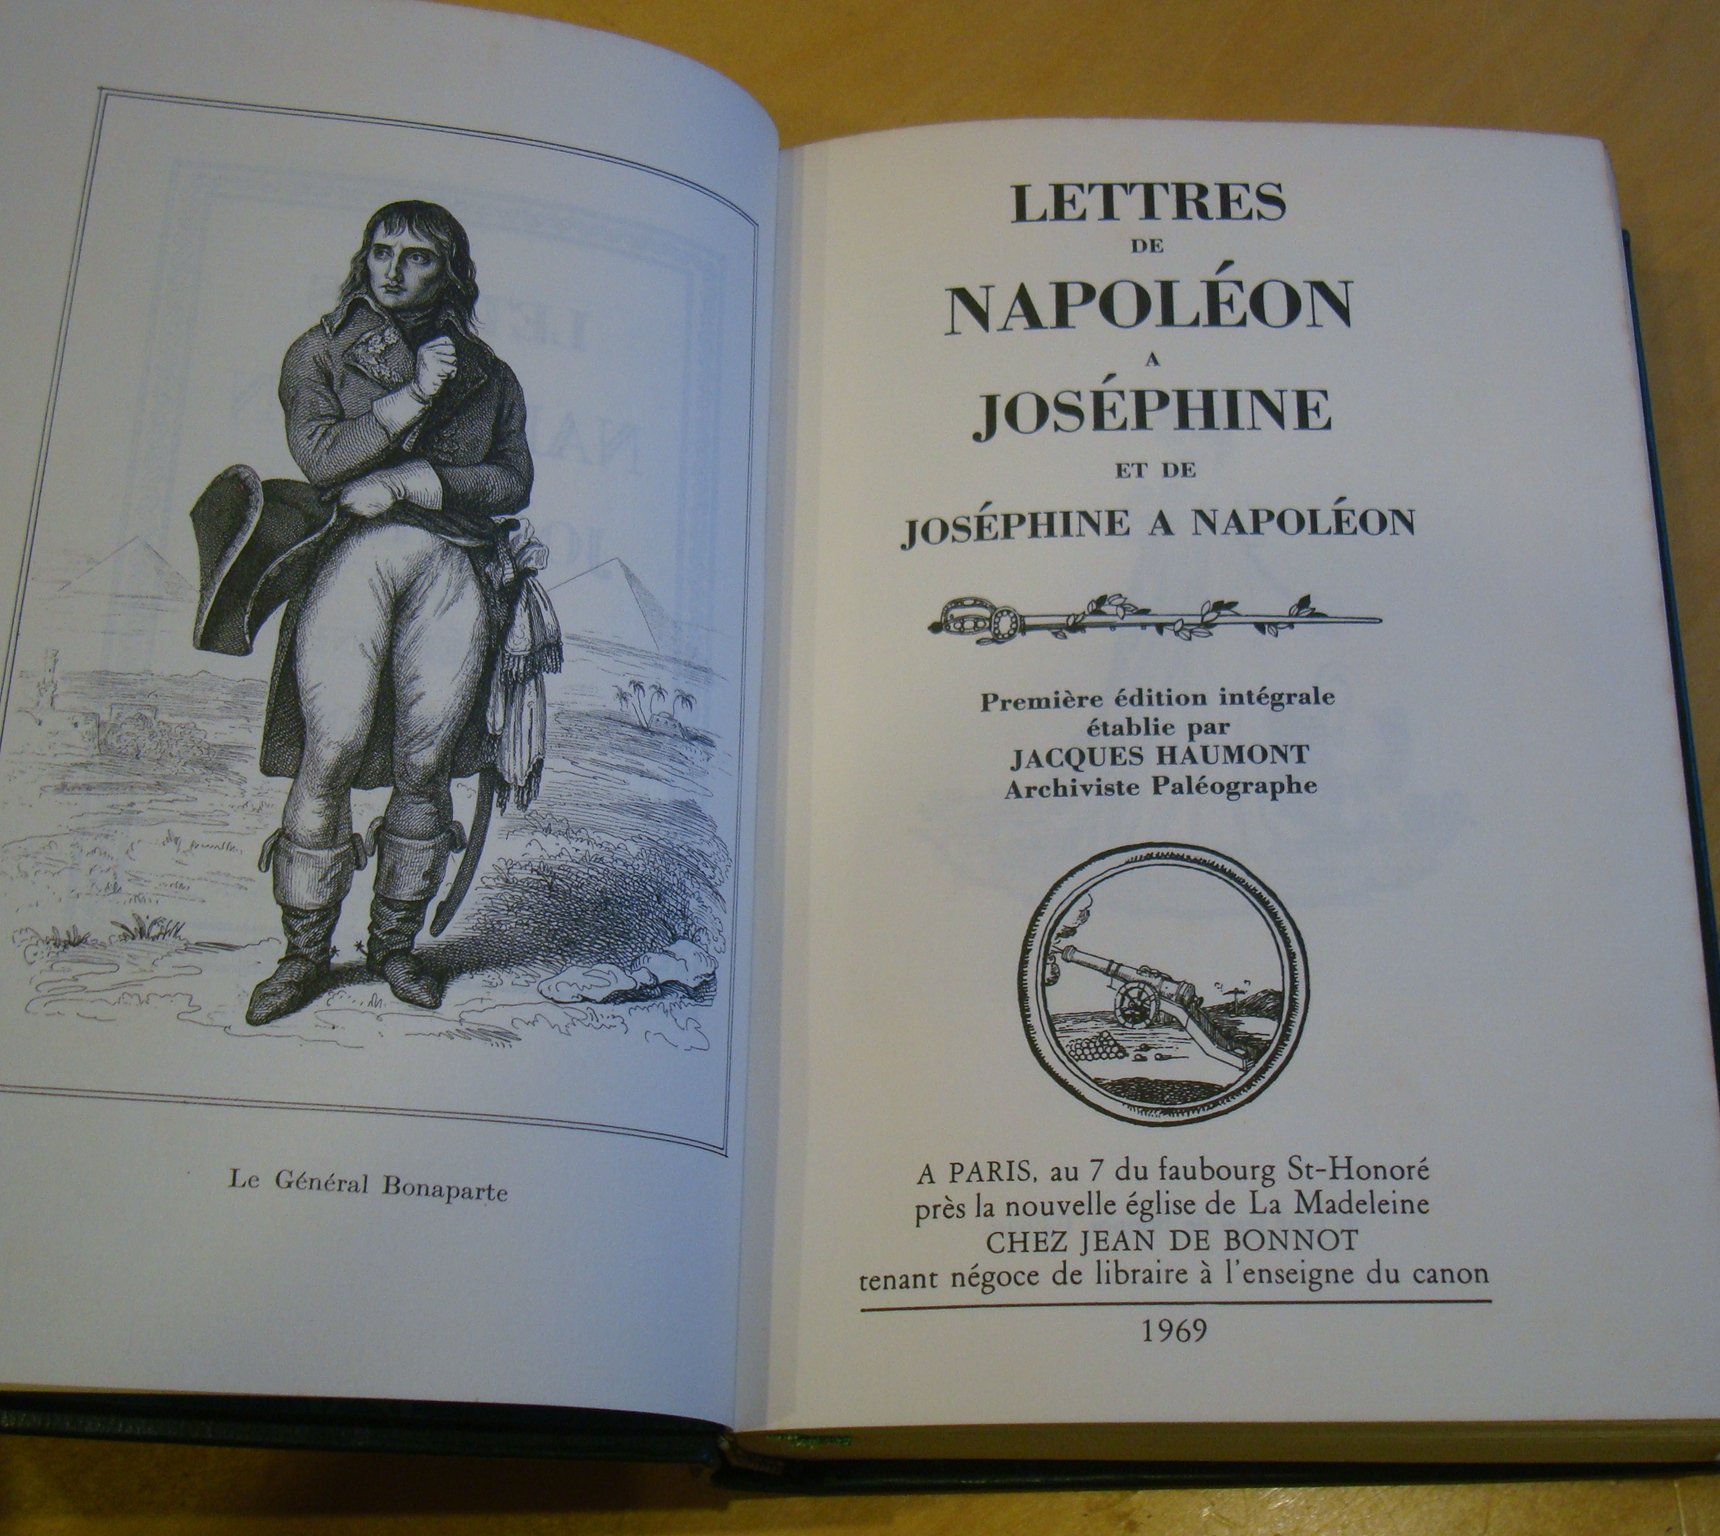 Le Général Bonaparte
LETTRES
DE
NAPOLÉON
A
JOSÉPHINE
ET DE
JOSÉPHINE A NAPOLÉON
Première édition intégrale
établie par
JACQUES HAUMONT
Archiviste Paléographe
A PARIS, au 7 du faubourg St-Honoré
près la nouvelle église de La Madeleine
CHEZ JEAN DE BONNOT
tenant négoce de libraire à l'enseigne du canon
1969